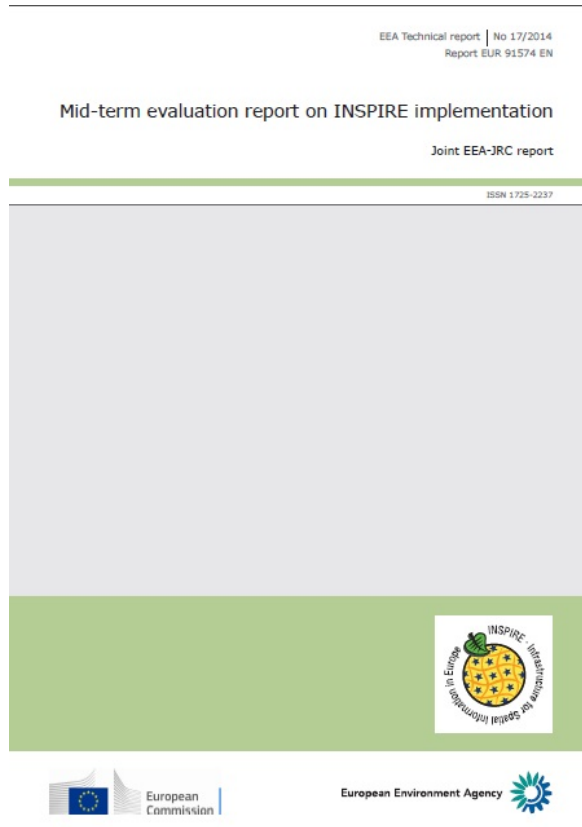 EEA Technical report | No 17/2014
Report EUR 91574 EN
Mid-term evaluation report on INSPIRE implementation
Joint EEA-JRC report
ISSN 1725-2237
INSPIRE - Infrastructure for Spatial Information in Europe
European
Commission
European Environment Agency